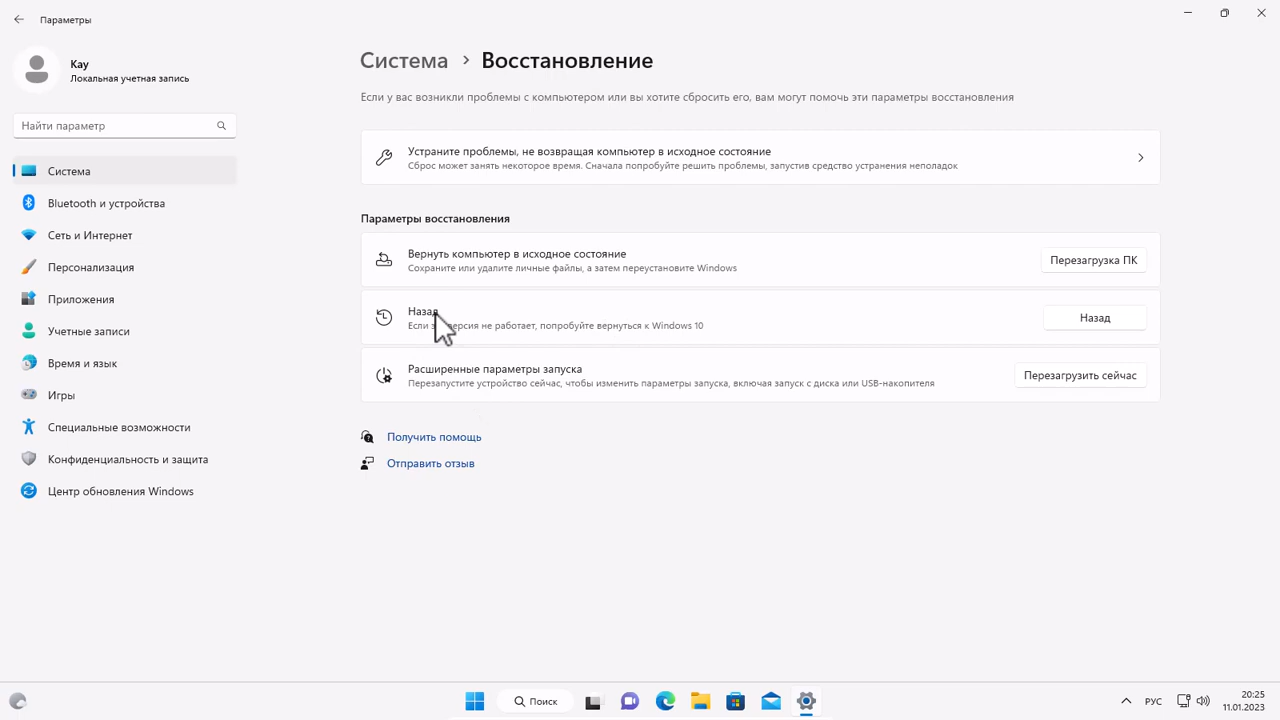 Параметры
Kay
Локальная учетная запись
Найти параметр
Система
Bluetooth и устройства
Сеть и Интернет
Персонализация
Приложения
Учетные записи
Время и язык
Игры
Специальные возможности
Конфиденциальность и защита
Центр обновления Windows
Система › Восстановление
Если у вас возникли проблемы с компьютером или вы хотите сбросить его, вам могут помочь эти параметры восстановления
Устраните проблемы, не возвращая компьютер в исходное состояние
Сброс может занять некоторое время. Сначала попробуйте решить проблемы, запустив средство устранения неполадок
Параметры восстановления
Вернуть компьютер в исходное состояние
Сохраните или удалите личные файлы, а затем переустановите Windows
Перезагрузка ПК
Назад
Если версия не работает, попробуйте вернуться к Windows 10
Назад
Расширенные параметры запуска
Перезапустите устройство сейчас, чтобы изменить параметры запуска, включая запуск с диска или USB-накопителя
Перезагрузить сейчас
Получить помощь
Отправить отзыв
Поиск
РУС
20:25
11.01.2023